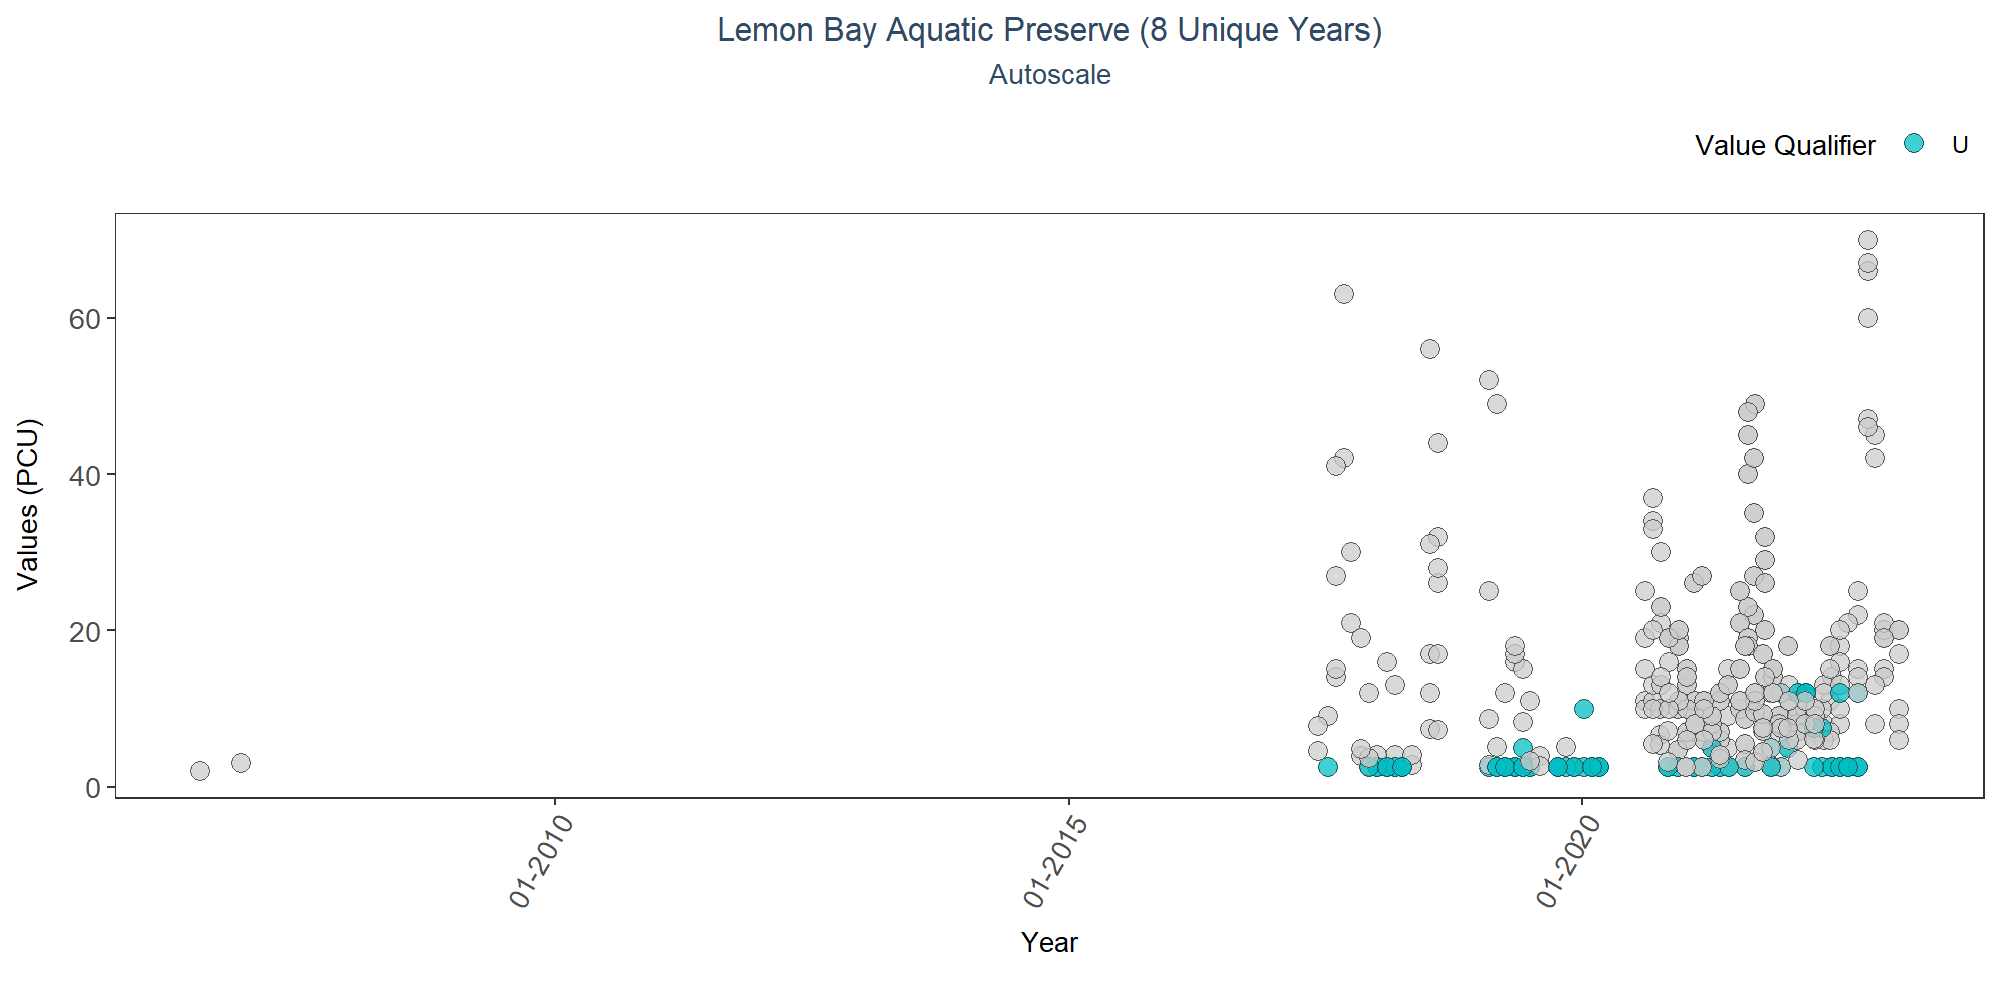 Lemon Bay Aquatic Preserve (8 Unique Years)
Autoscale
Value Qualifier U
Values (PCU)
60
40
20
0
01-2010
01-2015
01-2020
Year